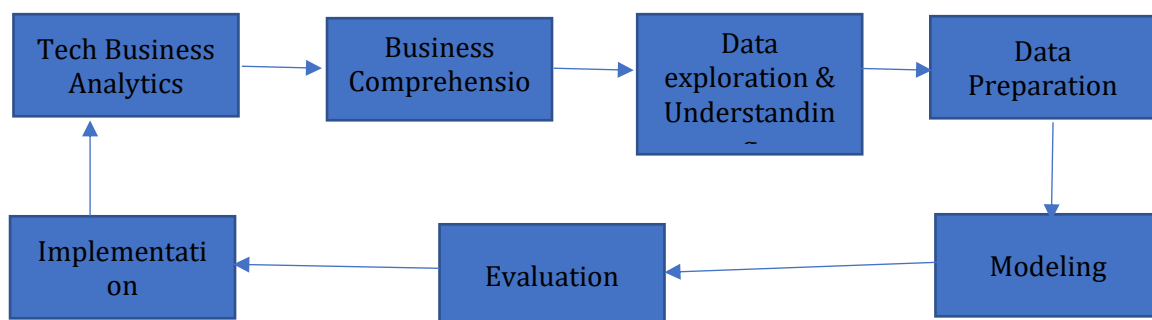 Tech Business
Analytics
Business
Comprehensio
Data
exploration &
Understandin
Data
Preparation
Modeling
Evaluation
Implementati
on